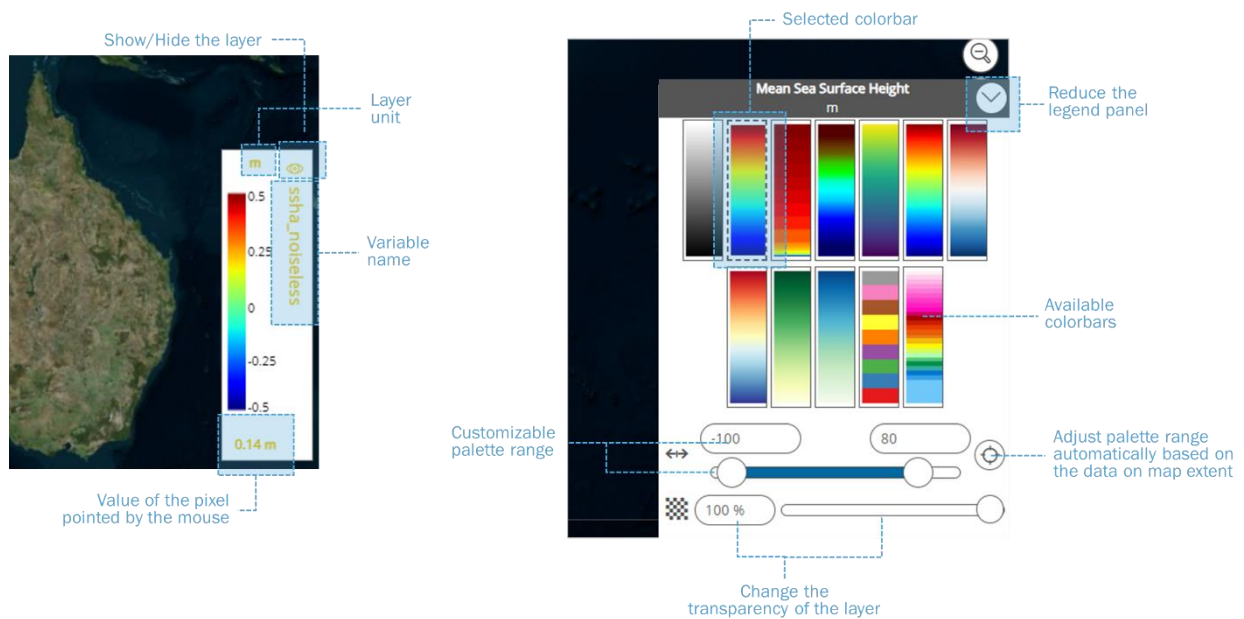 Show/Hide the layer
Layer
unit
m
ssha_noiseless
0.5
0.25
0
-0.25
-0.5
Variable
name
0.14 m
Value of the pixel
pointed by the mouse
Selected colorbar
Mean Sea Surface Height
m
Reduce the
legend panel
Available
colorbars
Customizable
palette range
-100
80
Adjust palette range
automatically based on
the data on map extent
100 %
Change the
transparency of the layer